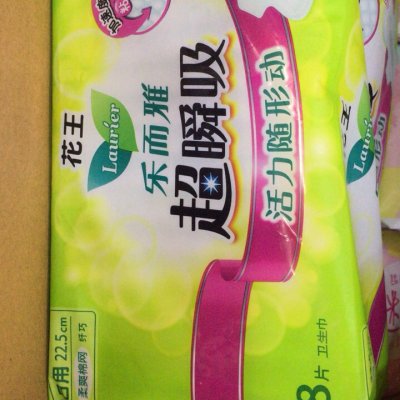 花王
Laurier
乐而雅
超瞬吸
活力随形动
用 22.5cm 纤巧
柔爽棉网
8片 卫生巾